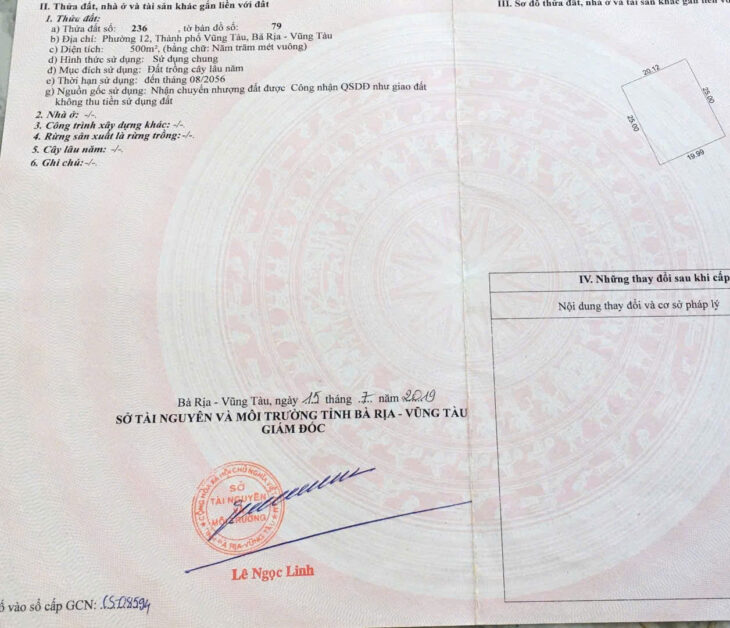 II. Thửa đất, nhà ở và tài sản khác gắn liền với đất
1. Thửa đất:
a) Thửa đất số: 236 , tờ bản đồ số: 79
b) Địa chỉ: Phường 12, Thành phố Vũng Tàu, Bà Rịa - Vũng Tàu
c) Diện tích: 500m², (bằng chữ: Năm trăm mét vuông)
d) Hình thức sử dụng: Sử dụng chung
đ) Mục đích sử dụng: Đất trồng cây lâu năm
e) Thời hạn sử dụng: đến tháng 08/2056
g) Nguồn gốc sử dụng: Nhận chuyển nhượng đất được Công nhận QSDĐ như giao đất
không thu tiền sử dụng đất
2. Nhà ở: -/-.
3. Công trình xây dựng khác: -/-.
4. Rừng sản xuất là rừng trồng: -/-.
5. Cây lâu năm: -/-.
6. Ghi chú: -/-.
Bà Rịa - Vũng Tàu, ngày 15 tháng .7. năm 2019
SỞ TÀI NGUYÊN VÀ MÔI TRƯỜNG TỈNH BÀ RỊA - VŨNG TÀU
GIÁM ĐỐC
SỞ
TÀI NGUYÊN
MÔI TRƯỜNG
Lê Ngọc Linh
vào sổ cấp GCN:
III. Sơ đồ thửa đất, nhà ở và tài sản khác gắn liền
20.12
25.00
25.00
19.99
IV. Những thay đổi sau khi cấp
Nội dung thay đổi và cơ sở pháp lý